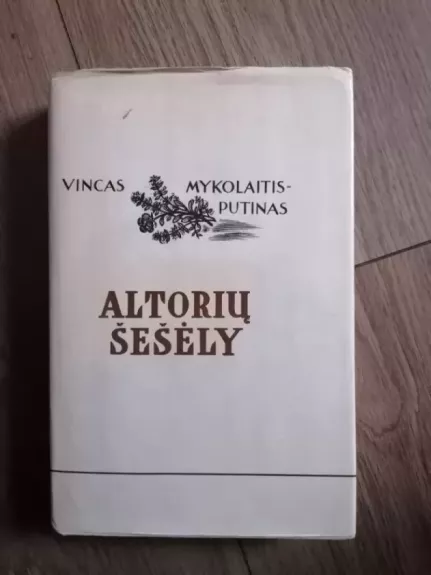 VINCAS MYKOLAITIS-
PUTINAS
ALTORIŲ
ŠEŠĖLY